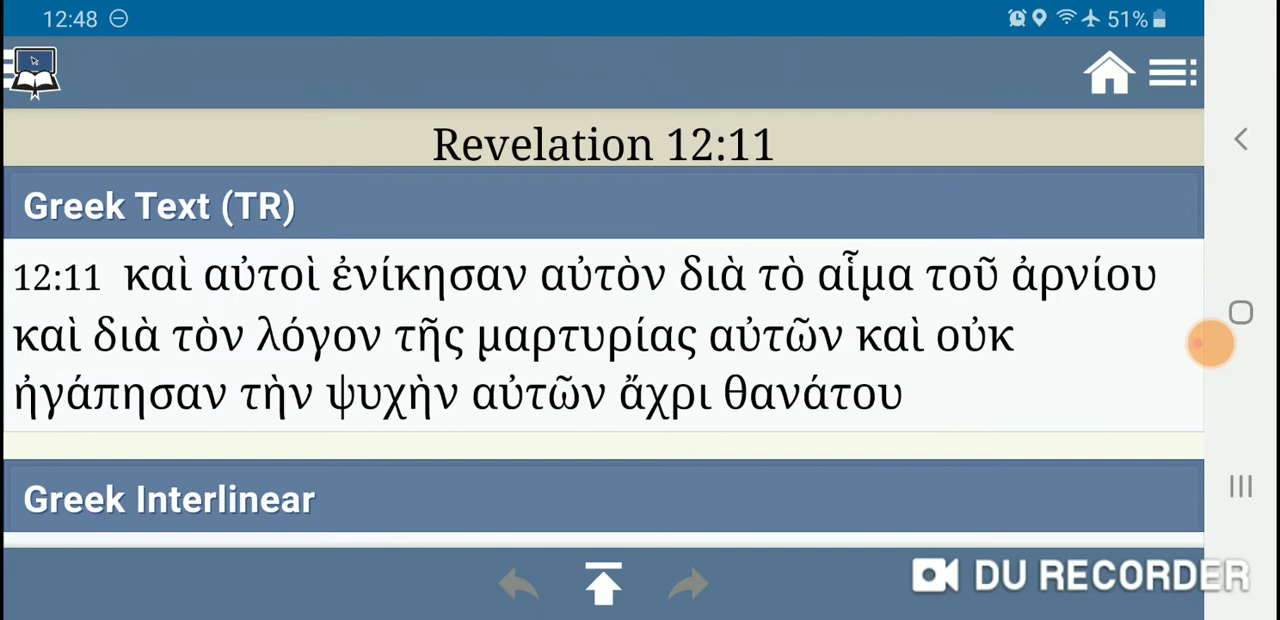 12:48 51%
Revelation 12:11
Greek Text (TR)
12:11 καὶ αὐτοὶ ἐνίκησαν αὐτὸν διὰ τὸ αἷμα τοῦ ἀρνίου
καὶ διὰ τὸν λόγον τῆς μαρτυρίας αὐτῶν καὶ οὐκ
ἠγάπησαν τὴν ψυχὴν αὐτῶν ἄχρι θανάτου
Greek Interlinear
DU RECORDER